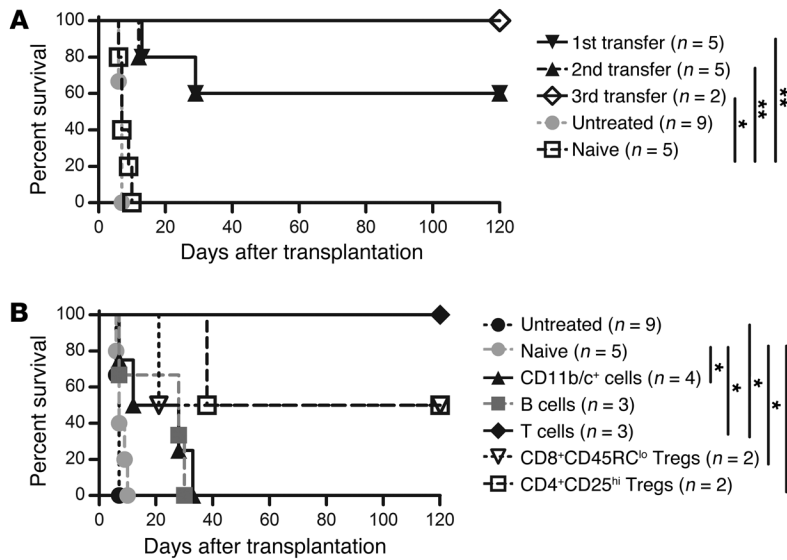 A
Percent survival
100
80
60
40
20
0
0 20 40 60 80 100 120
Days after transplantation
1st transfer (n = 5)
2nd transfer (n = 5)
3rd transfer (n = 2)
Untreated (n = 9)
Naive (n = 5)
*
**
**
B
Percent survival
100
80
60
40
20
0
0 20 40 60 80 100 120
Days after transplantation
Untreated (n = 9)
Naive (n = 5)
CD11b/c⁺ cells (n = 4)
B cells (n = 3)
T cells (n = 3)
CD8⁺CD45RCˡᵒ Tregs (n = 2)
CD4⁺CD25ʰⁱ Tregs (n = 2)
*
*
*
*